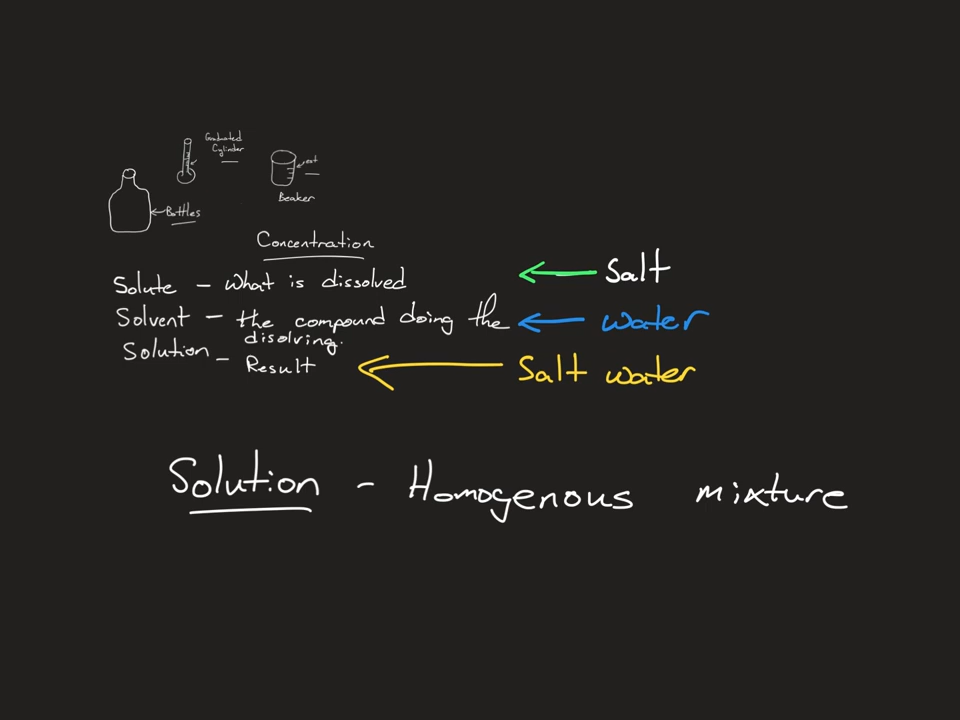 Graduated
Cylinder
Beaker
Bottles
Concentration
Solute - What is dissolved
Salt
Solvent - the compound doing the
disolving.
water
Solution - Result
Salt water
Solution - Homogenous mixture